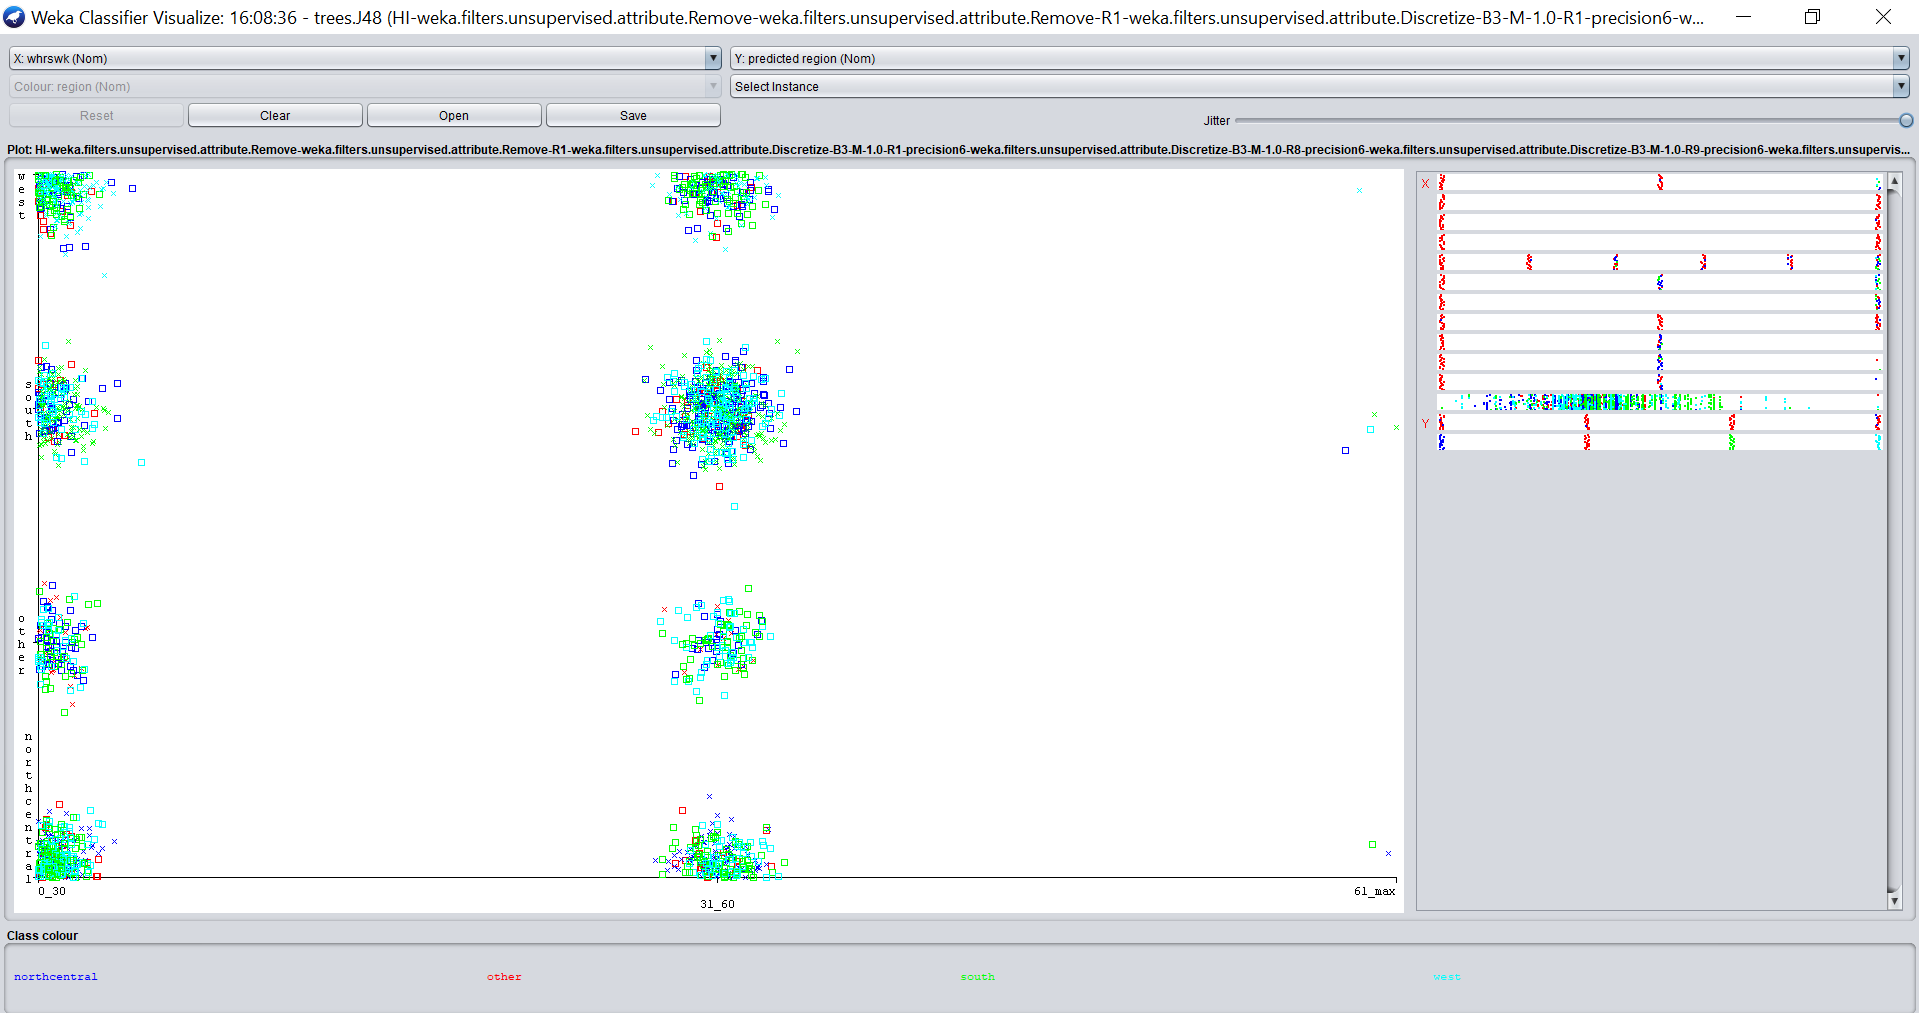 Weka Classifier Visualize: 16:08:36 - trees.J48 (HI-weka.filters.unsupervised.attribute.Remove-weka.filters.unsupervised.attribute.Remove-R1-weka.filters.unsupervised.attribute.Discretize-B3-M-1.0-R1-precision6-w...
X: whrswk (Nom)
Y: predicted region (Nom)
Colour: region (Nom)
Select Instance
Reset
Clear
Open
Save
Jitter
Plot: HI-weka.filters.unsupervised.attribute.Remove-weka.filters.unsupervised.attribute.Remove-R1-weka.filters.unsupervised.attribute.Discretize-B3-M-1.0-R1-precision6-weka.filters.unsupervised.attribute.Discretize-B3-M-1.0-R8-precision6-weka.filters.unsupervised.attribute.Discretize-B3-M-1.0-R9-precision6-weka.filters.unsupervis...
west
south
other
northcentral
0_30
31_60
61_max
X
Y
Class colour
northcentral
other
south
west